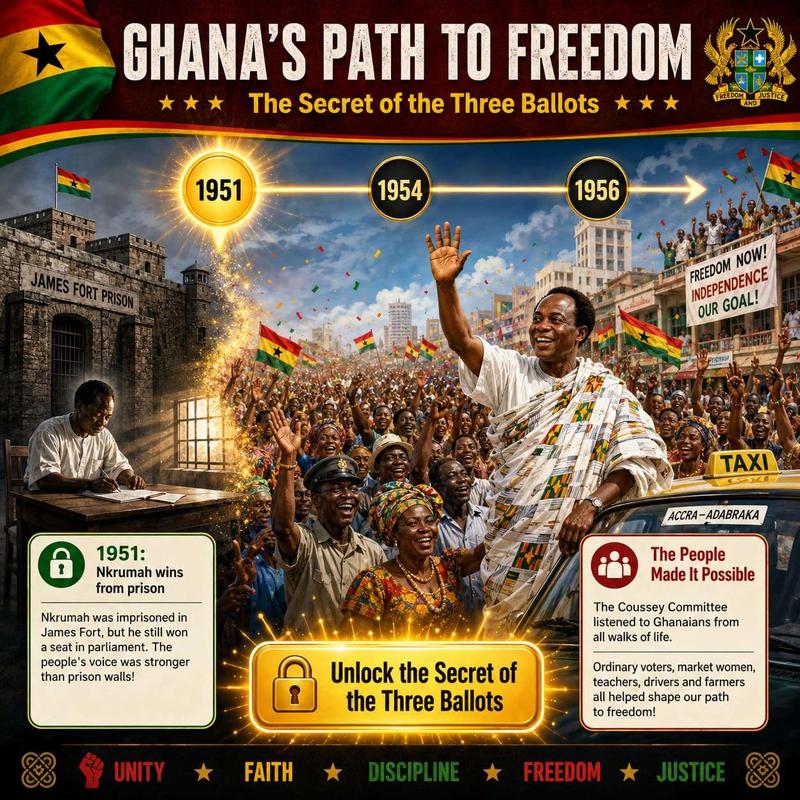 GHANA'S PATH TO FREEDOM
★ ★ ★ The Secret of the Three Ballots ★ ★ ★
FREEDOM AND JUSTICE
1951
1954
1956
JAMES FORT PRISON
FREEDOM NOW!
INDEPENDENCE
OUR GOAL!
TAXI
ACCRA–ADABRAKA
1951:
Nkrumah wins
from prison
Nkrumah was imprisoned in
James Fort, but he still won
a seat in parliament. The
people's voice was stronger
than prison walls!
Unlock the Secret of
the Three Ballots
The People
Made It Possible
The Coussey Committee
listened to Ghanaians from
all walks of life.
Ordinary voters, market women,
teachers, drivers and farmers
all helped shape our path
to freedom!
UNITY ★ FAITH ★ DISCIPLINE ★ FREEDOM ★ JUSTICE